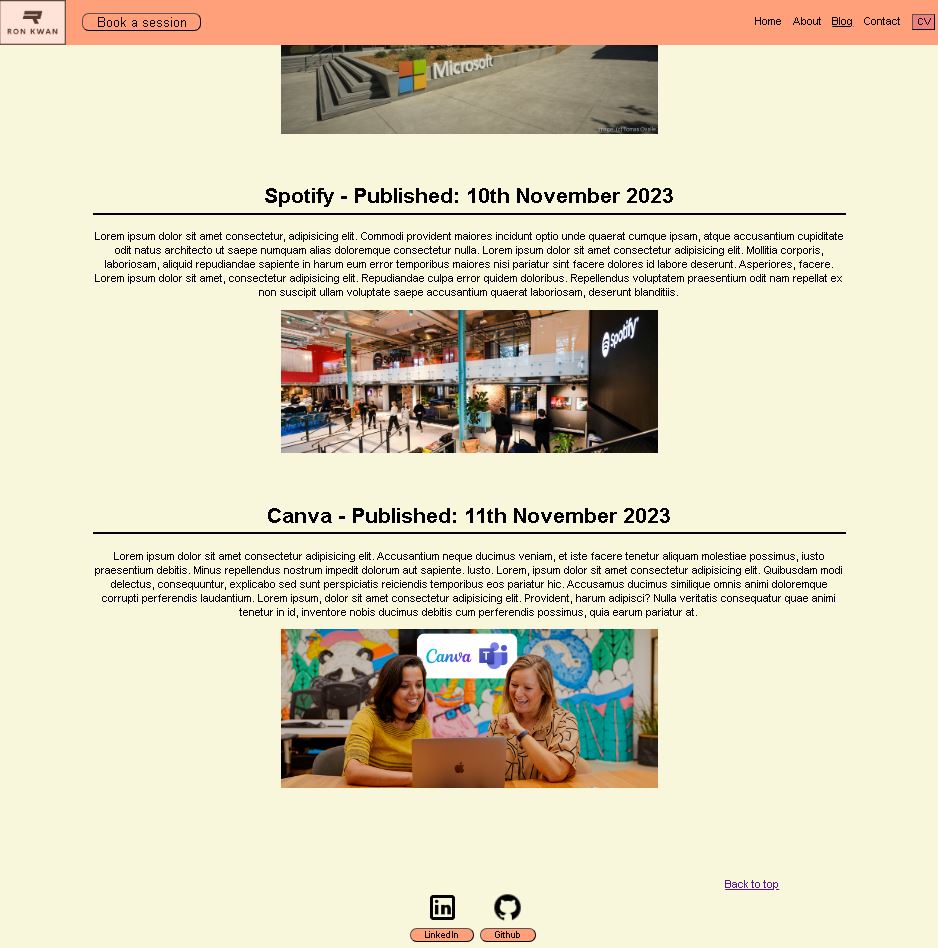 RON KWAN
Book a session
Home About Blog Contact CV
Microsoft
Spotify - Published: 10th November 2023
Lorem ipsum dolor sit amet consectetur, adipisicing elit. Commodi provident maiores incidunt optio unde quaerat cumque ipsam, atque accusantium cupiditate
odit natus architecto ut saepe numquam alias doloremque consectetur nulla. Lorem ipsum dolor sit amet consectetur adipisicing elit. Mollitia corporis,
laboriosam, aliquid repudiandae sapiente in harum eum error temporibus maiores nisi pariatur sint facere dolores id labore deserunt. Asperiores, facere.
Lorem ipsum dolor sit amet, consectetur adipisicing elit. Repudiandae culpa error quidem doloribus. Repellendus voluptatem praesentium odit nam repellat ex
non suscipit ullam voluptate saepe accusantium quaerat laboriosam, deserunt blanditiis.
Spotify
Spotify
Canva - Published: 11th November 2023
Lorem ipsum dolor sit amet consectetur adipisicing elit. Accusantium neque ducimus veniam, et iste facere tenetur aliquam molestiae possimus, iusto
praesentium debitis. Minus repellendus nostrum impedit dolorum aut sapiente. Iusto. Lorem, ipsum dolor sit amet consectetur adipisicing elit. Quibusdam modi
delectus, consequuntur, explicabo sed sunt perspiciatis reiciendis temporibus eos pariatur hic. Accusamus ducimus similique omnis animi doloremque
corrupti perferendis laudantium. Lorem ipsum, dolor sit amet consectetur adipisicing elit. Provident, harum adipisci? Nulla veritatis consequatur quae animi
tenetur in id, inventore nobis ducimus debitis cum perferendis possimus, quia earum pariatur at.
Canva T
Back to top
in
LinkedIn Github